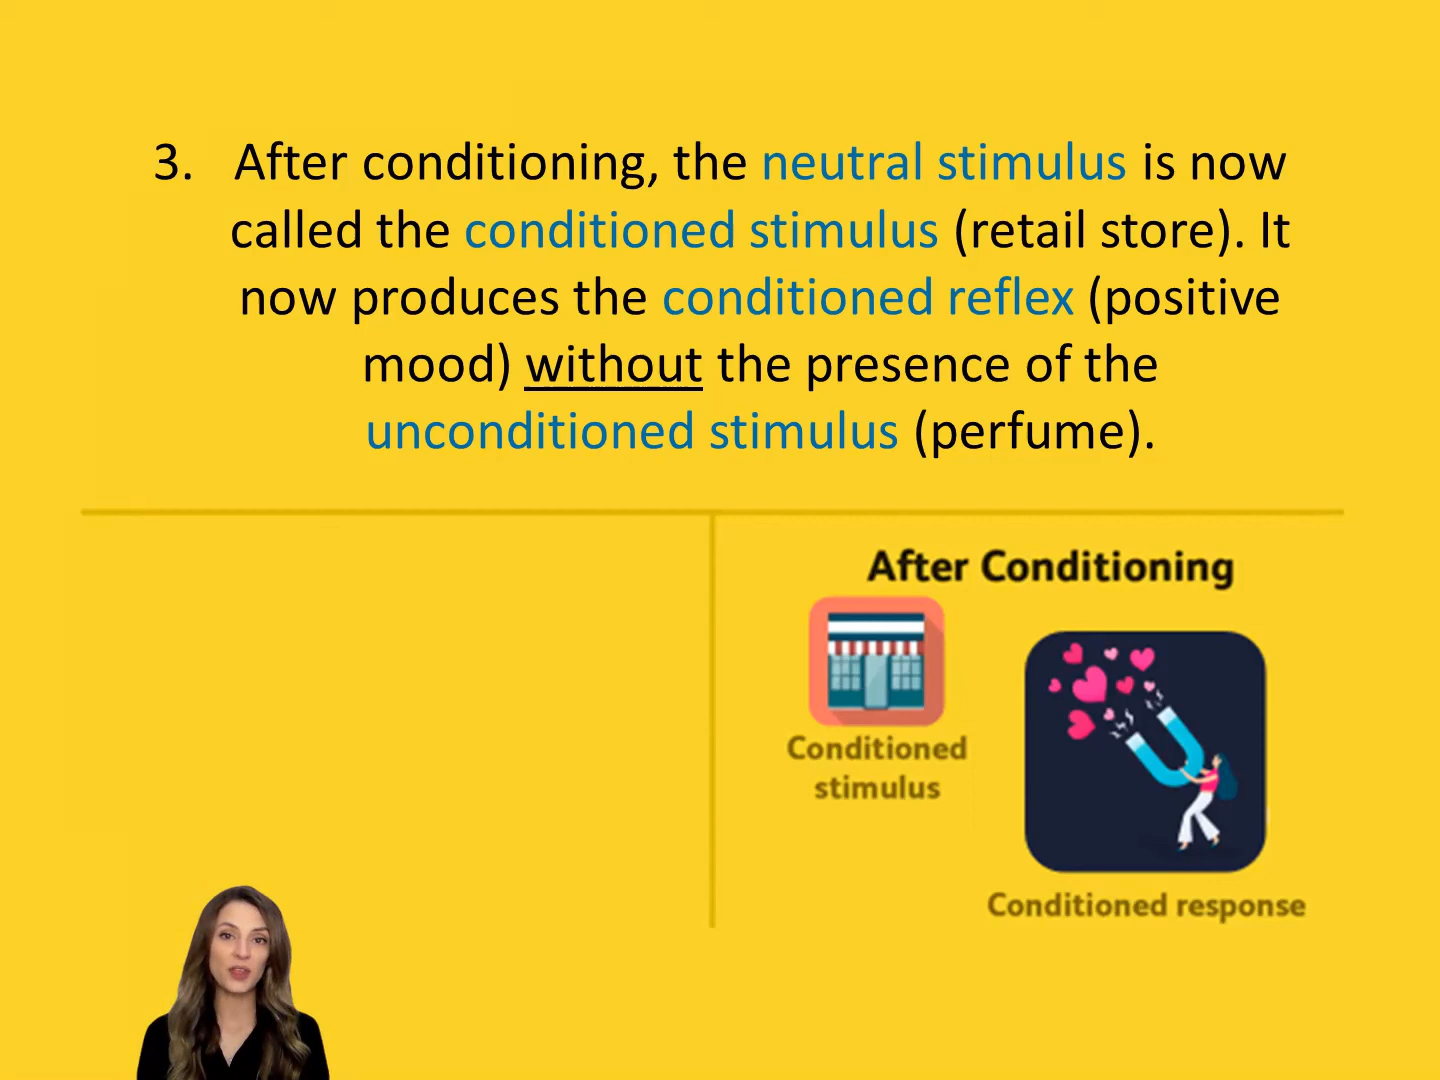 3. After conditioning, the neutral stimulus is now
called the conditioned stimulus (retail store). It
now produces the conditioned reflex (positive
mood) without the presence of the
unconditioned stimulus (perfume).
After Conditioning
Conditioned
stimulus
Conditioned response